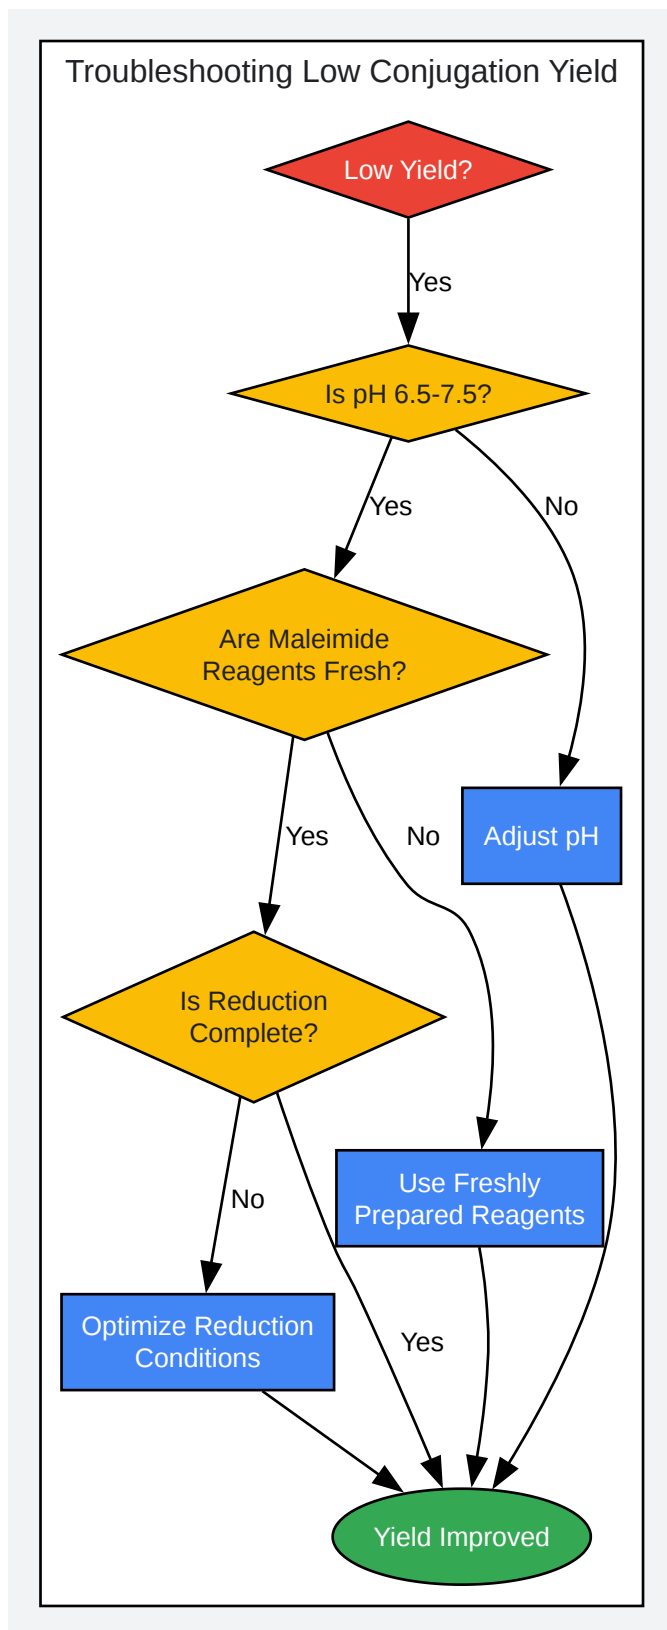 Troubleshooting Low Conjugation Yield
Low Yield?
Yes
Is pH 6.5-7.5?
Yes
No
Are Maleimide
Reagents Fresh?
Yes
No
Adjust pH
Is Reduction
Complete?
No
Use Freshly
Prepared Reagents
Optimize Reduction
Conditions
Yes
Yield Improved